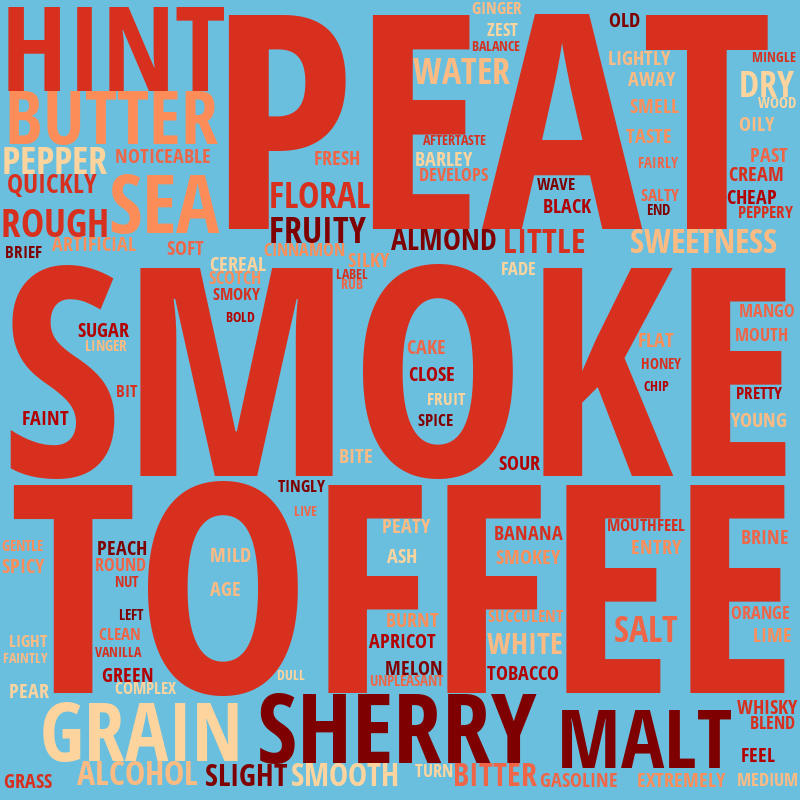 HINT
PEAT
GINGER
ZEST
BALANCE
OLD
WATER
LIGHTLY
AWAY
MINGLE
DRY
WOOD
BUTTER
SMELL
OILY
TASTE
AFTERTASTE
PEPPER
NOTICEABLE
FRESH
BARLEY
DEVELOPS
FAIRLY
PAST
CREAM
QUICKLY
SEA
FLORAL
WAVE
BLACK
SALTY
END
CHEAP
PEPPERY
ROUGH
FRUITY
ALMOND
LITTLE
SWEETNESS
BRIEF
ARTIFICIAL
SOFT
CINNAMON
SILKY
CEREAL
SCOTCH
SMOKY
LABEL
RUB
FADE
BOLD
SMOKE
SUGAR
LINGER
CAKE
CLOSE
FRUIT
SPICE
FLAT
HONEY
CHIP
MANGO
MOUTH
PRETTY
BIT
FAINT
YOUNG
BITE
SOUR
TINGLY
LIVE
TOFFEE
PEATY
BANANA
MOUTHFEEL
BRINE
GENTLE
SPICY
PEACH
ROUND
NUT
MILD
AGE
ASH
SMOKEY
ENTRY
LEFT
CLEAN
VANILLA
BURNT
SUCCULENT
SALT
ORANGE
LIME
LIGHT
FAINTLY
APRICOT
WHITE
GREEN
COMPLEX
DULL
MELON
UNPLEASANT
TOBACCO
PEAR
GRAIN
SHERRY
MALT
WHISKY
BLEND
FEEL
GRASS
ALCOHOL
SLIGHT
SMOOTH
TURN
BITTER
GASOLINE
EXTREMELY
MEDIUM